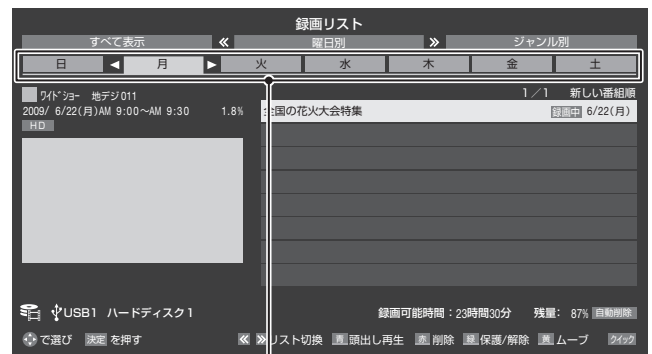 録画リスト
すべて表示 ≪ 曜日別 ≫ ジャンル別
日 ◀ 月 ▶ 火 水 木 金 土
ワイドショー 地デジ011
1/1 新しい番組順
2009/ 6/22(月)AM 9:00～AM 9:30 1.8%
HD
全国の花火大会特集 録画中 6/22(月)
USB1 ハードディスク1
録画可能時間:23時間30分 残量: 87% 自動削除
で選び 決定 を押す ≪ ≫ リスト切換 青 頭出し再生 赤 削除 緑 保護/解除 黄 ムーブ クイック